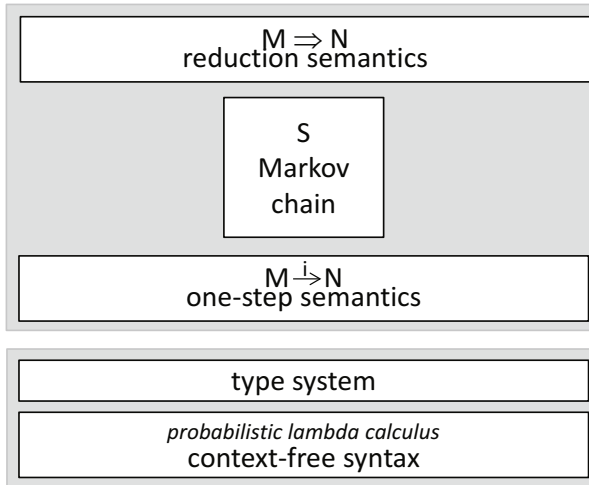 M ⇒ N
reduction semantics
S
Markov
chain
M →i N
one-step semantics
type system
probabilistic lambda calculus
context-free syntax